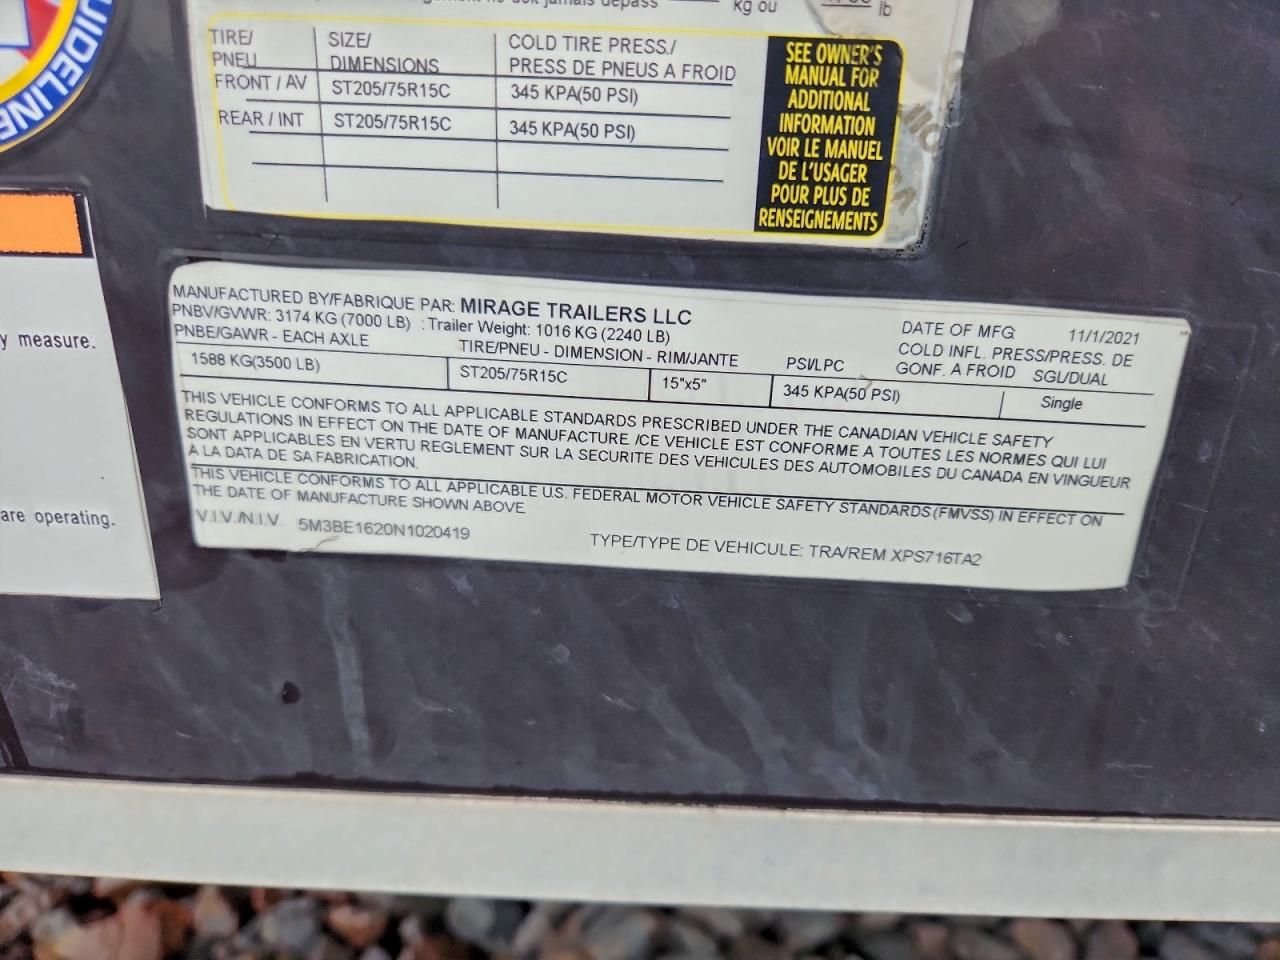 jamais dépass
kg ou
lb
TIRE/ SIZE/ COLD TIRE PRESS./
PNEU DIMENSIONS PRESS DE PNEUS A FROID
FRONT / AV ST205/75R15C 345 KPA(50 PSI)
REAR / INT ST205/75R15C 345 KPA(50 PSI)
SEE OWNER'S
MANUAL FOR
ADDITIONAL
INFORMATION
VOIR LE MANUEL
DE L'USAGER
POUR PLUS DE
RENSEIGNEMENTS
UIDELINE
y measure.
are operating.
MANUFACTURED BY/FABRIQUE PAR: MIRAGE TRAILERS LLC
DATE OF MFG 11/1/2021
PNBV/GVWR: 3174 KG (7000 LB) : Trailer Weight: 1016 KG (2240 LB)
COLD INFL. PRESS/PRESS. DE
PNBE/GAWR - EACH AXLE TIRE/PNEU - DIMENSION - RIM/JANTE PSI/LPC GONF. A FROID SGL/DUAL
1588 KG(3500 LB) ST205/75R15C 15"x5" 345 KPA(50 PSI) Single
THIS VEHICLE CONFORMS TO ALL APPLICABLE STANDARDS PRESCRIBED UNDER THE CANADIAN VEHICLE SAFETY
REGULATIONS IN EFFECT ON THE DATE OF MANUFACTURE /CE VEHICLE EST CONFORME A TOUTES LES NORMES QUI LUI
SONT APPLICABLES EN VERTU REGLEMENT SUR LA SECURITE DES VEHICULES DES AUTOMOBILES DU CANADA EN VINGUEUR
A LA DATA DE SA FABRICATION.
THIS VEHICLE CONFORMS TO ALL APPLICABLE U.S. FEDERAL MOTOR VEHICLE SAFETY STANDARDS (FMVSS) IN EFFECT ON
THE DATE OF MANUFACTURE SHOWN ABOVE
V.I.V./N.I.V. 5M3BE1620N1020419 TYPE/TYPE DE VEHICULE: TRA/REM XPS716TA2